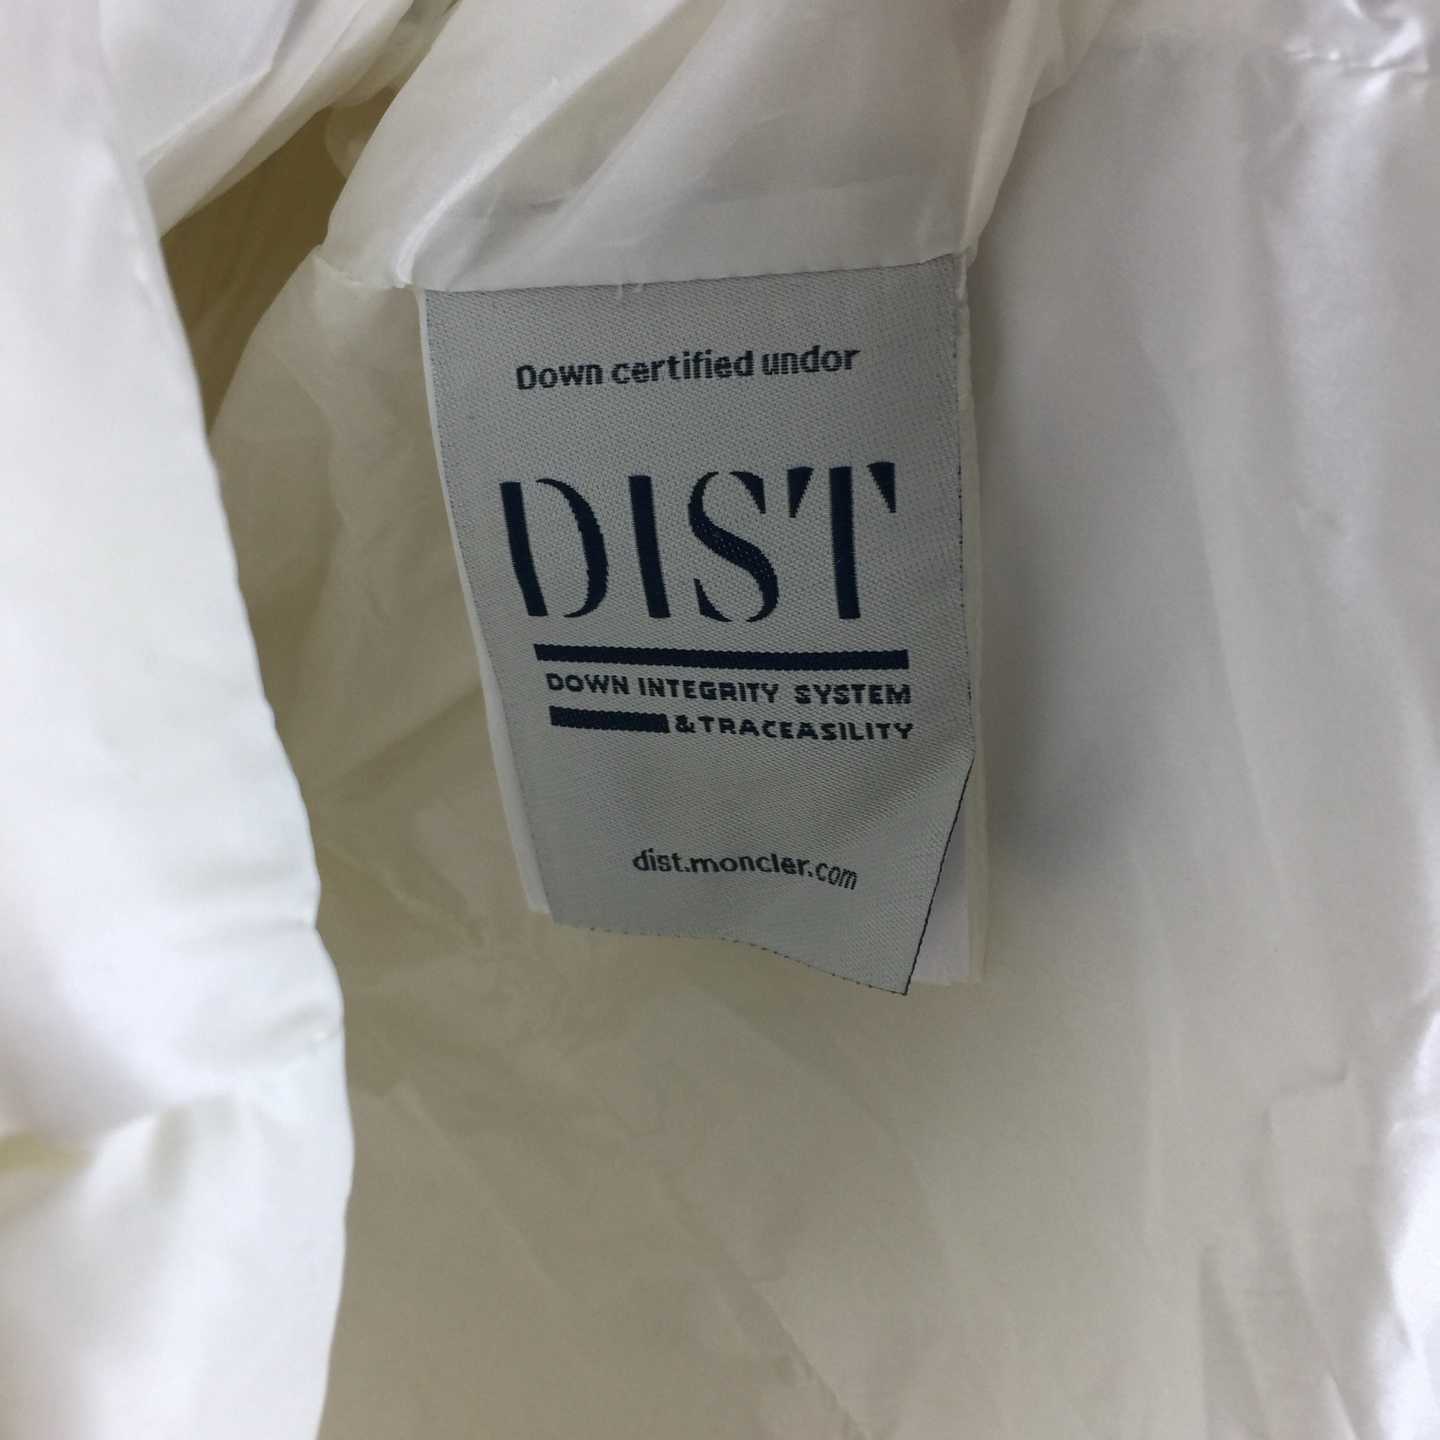 Down certified undor
DIST
DOWN INTEGRITY SYSTEM
&TRACEASILITY
dist.moncler.com